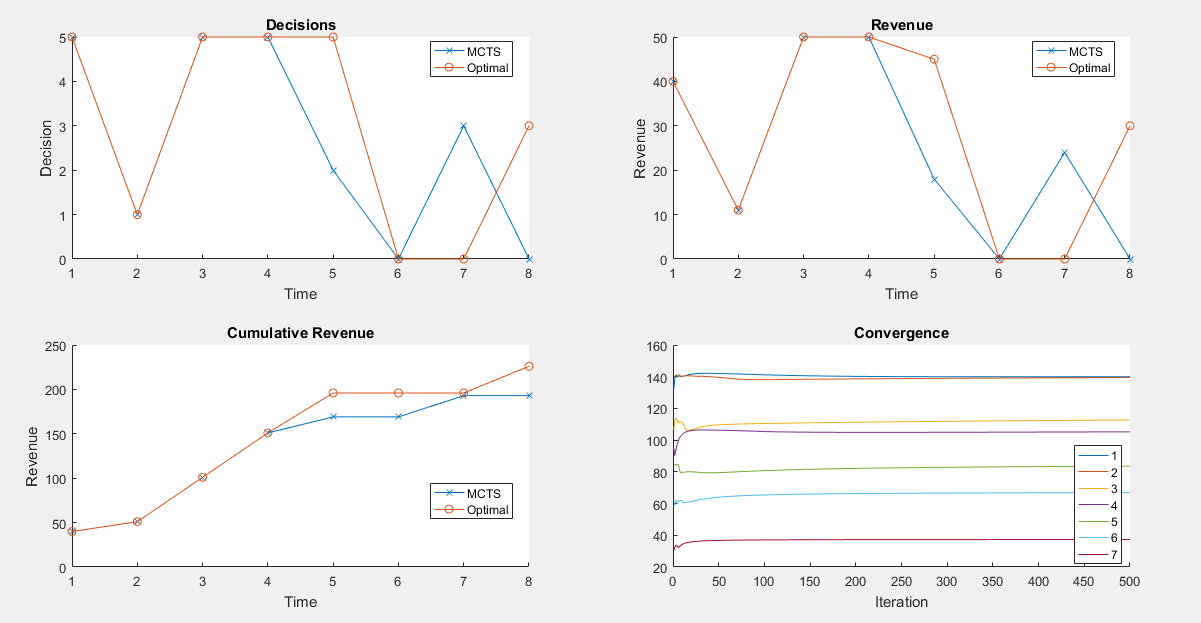 Decisions
5
4
3
2
1
0
1 2 3 4 5 6 7 8
Decision
Time
MCTS
Optimal
Revenue
50
40
30
20
10
0
1 2 3 4 5 6 7 8
Revenue
Time
MCTS
Optimal
Cumulative Revenue
250
200
150
100
50
0
1 2 3 4 5 6 7 8
Revenue
Time
MCTS
Optimal
Convergence
160
140
120
100
80
60
40
20
0 50 100 150 200 250 300 350 400 450 500
Iteration
1
2
3
4
5
6
7